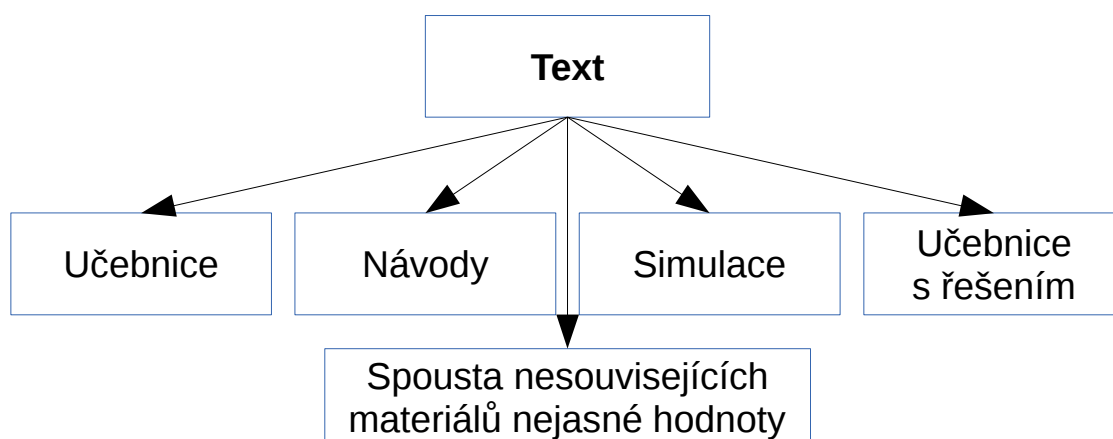 Text
Učebnice
Návody
Simulace
Učebnice
s řešením
Spousta nesouvisejících
materiálů nejasné hodnoty